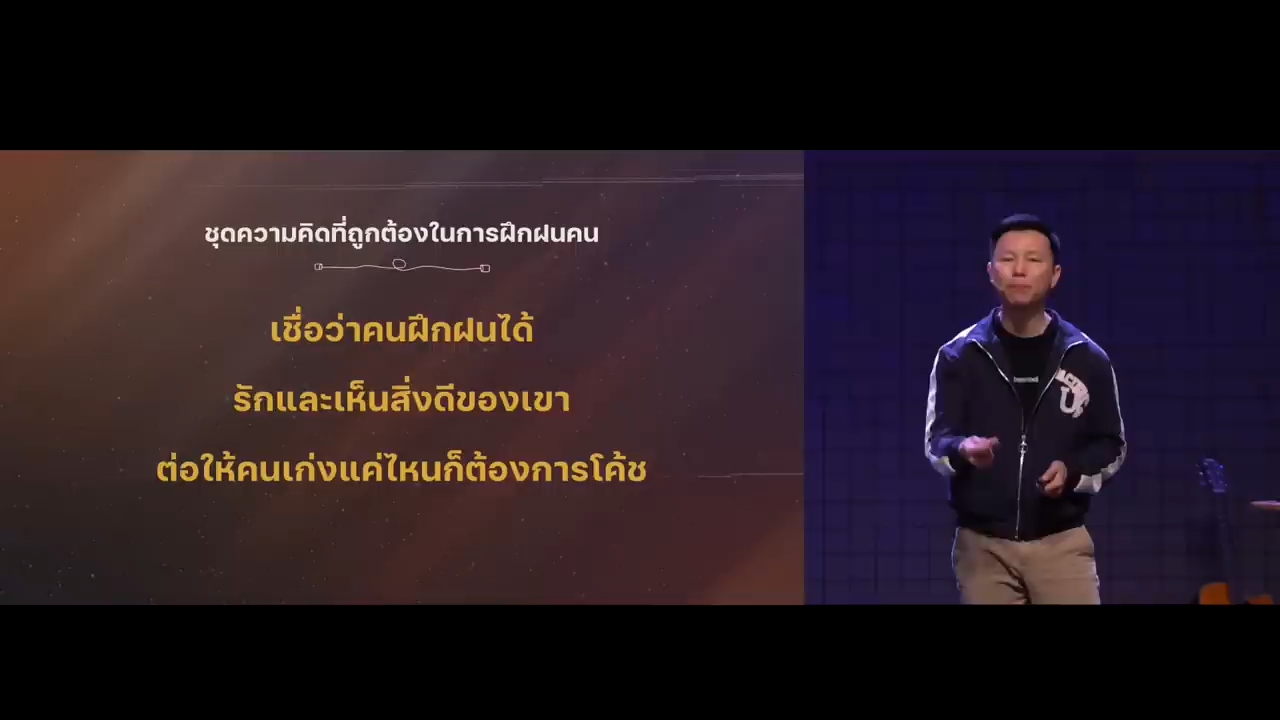 ชุดความคิดที่ถูกต้องในการฝึกฝนคน
เชื่อว่าคนฝึกฝนได้
รักและเห็นสิ่งดีของเขา
ต่อให้คนเก่งแค่ไหนก็ต้องการโค้ช